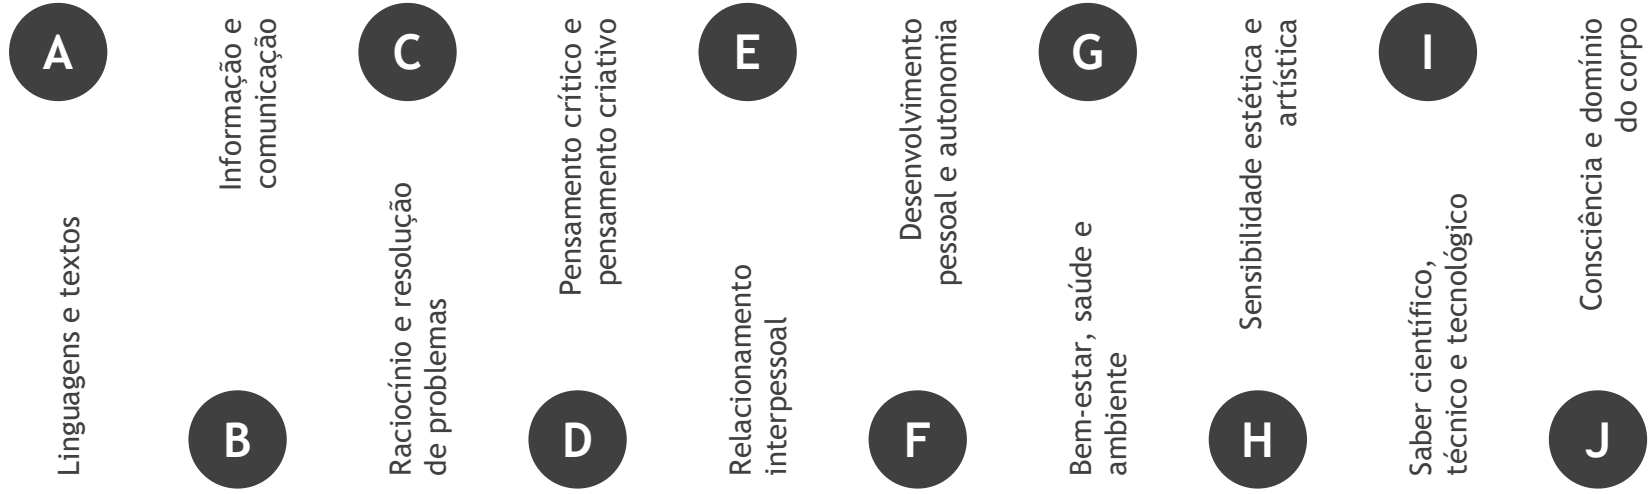 A
Linguagens e textos
B
Informação e
comunicação
C
Raciocínio e resolução
de problemas
D
Pensamento crítico e
pensamento criativo
E
Relacionamento
interpessoal
F
Desenvolvimento
pessoal e autonomia
G
Bem-estar, saúde e
ambiente
H
Sensibilidade estética e
artística
I
Saber científico,
técnico e tecnológico
J
Consciência e domínio
do corpo